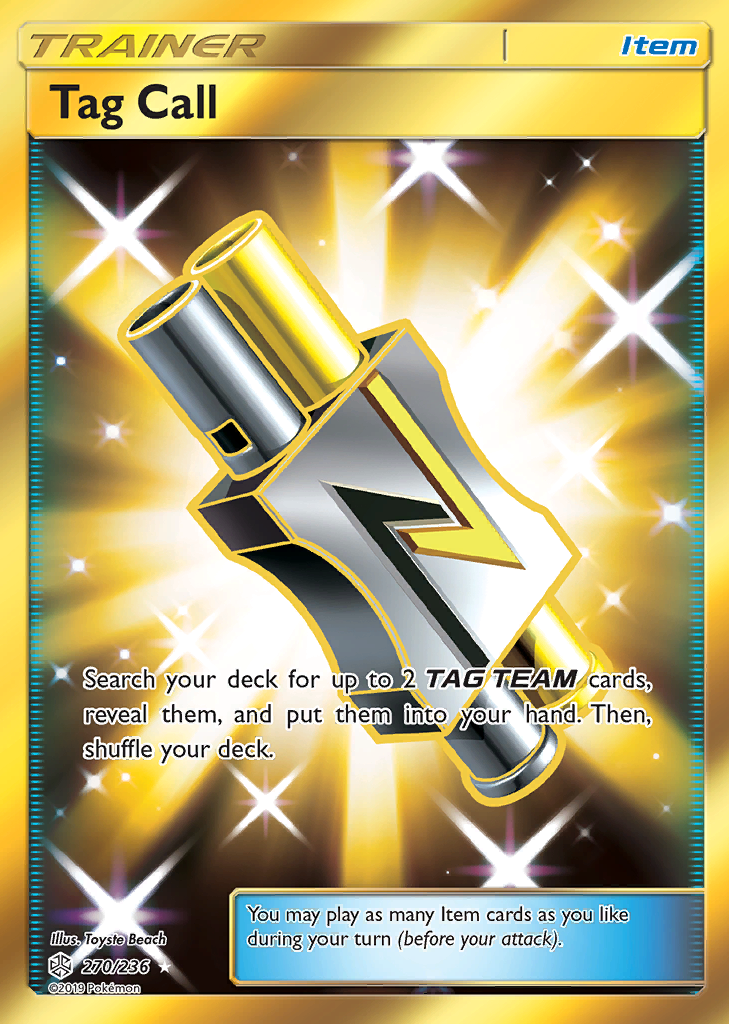 TRAINER
Item
Tag Call
Search your deck for up to 2 TAG TEAM cards,
reveal them, and put them into your hand. Then,
shuffle your deck.
You may play as many Item cards as you like
during your turn (before your attack).
Illus. Toyste Beach
270/236 ★
©2019 Pokémon